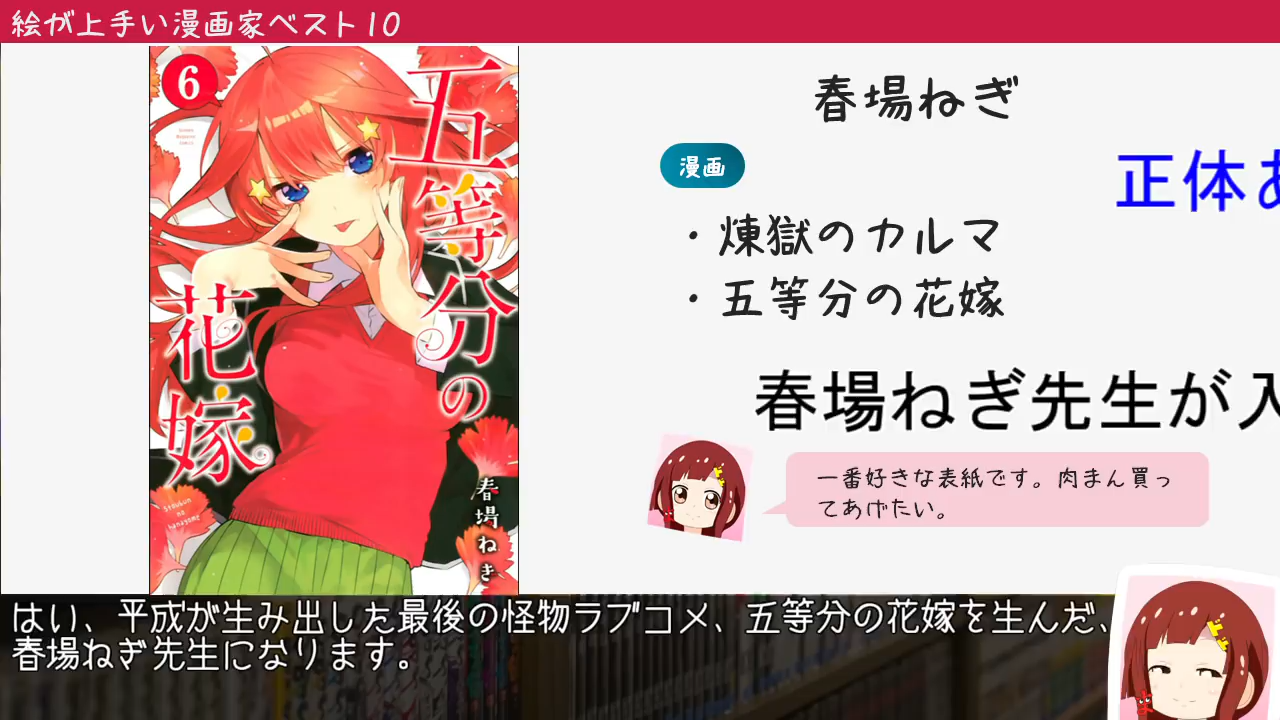 絵が上手い漫画家ベスト10
6
五等分の
花嫁
春場ねぎ
春場ねぎ
漫画
・煉獄のカルマ
・五等分の花嫁
正体
春場ねぎ先生が入
一番好きな表紙です。肉まん買っ
てあげたい。
はい、平成が生み出した最後の怪物ラブコメ、五等分の花嫁を生んだ、
春場ねぎ先生になります。